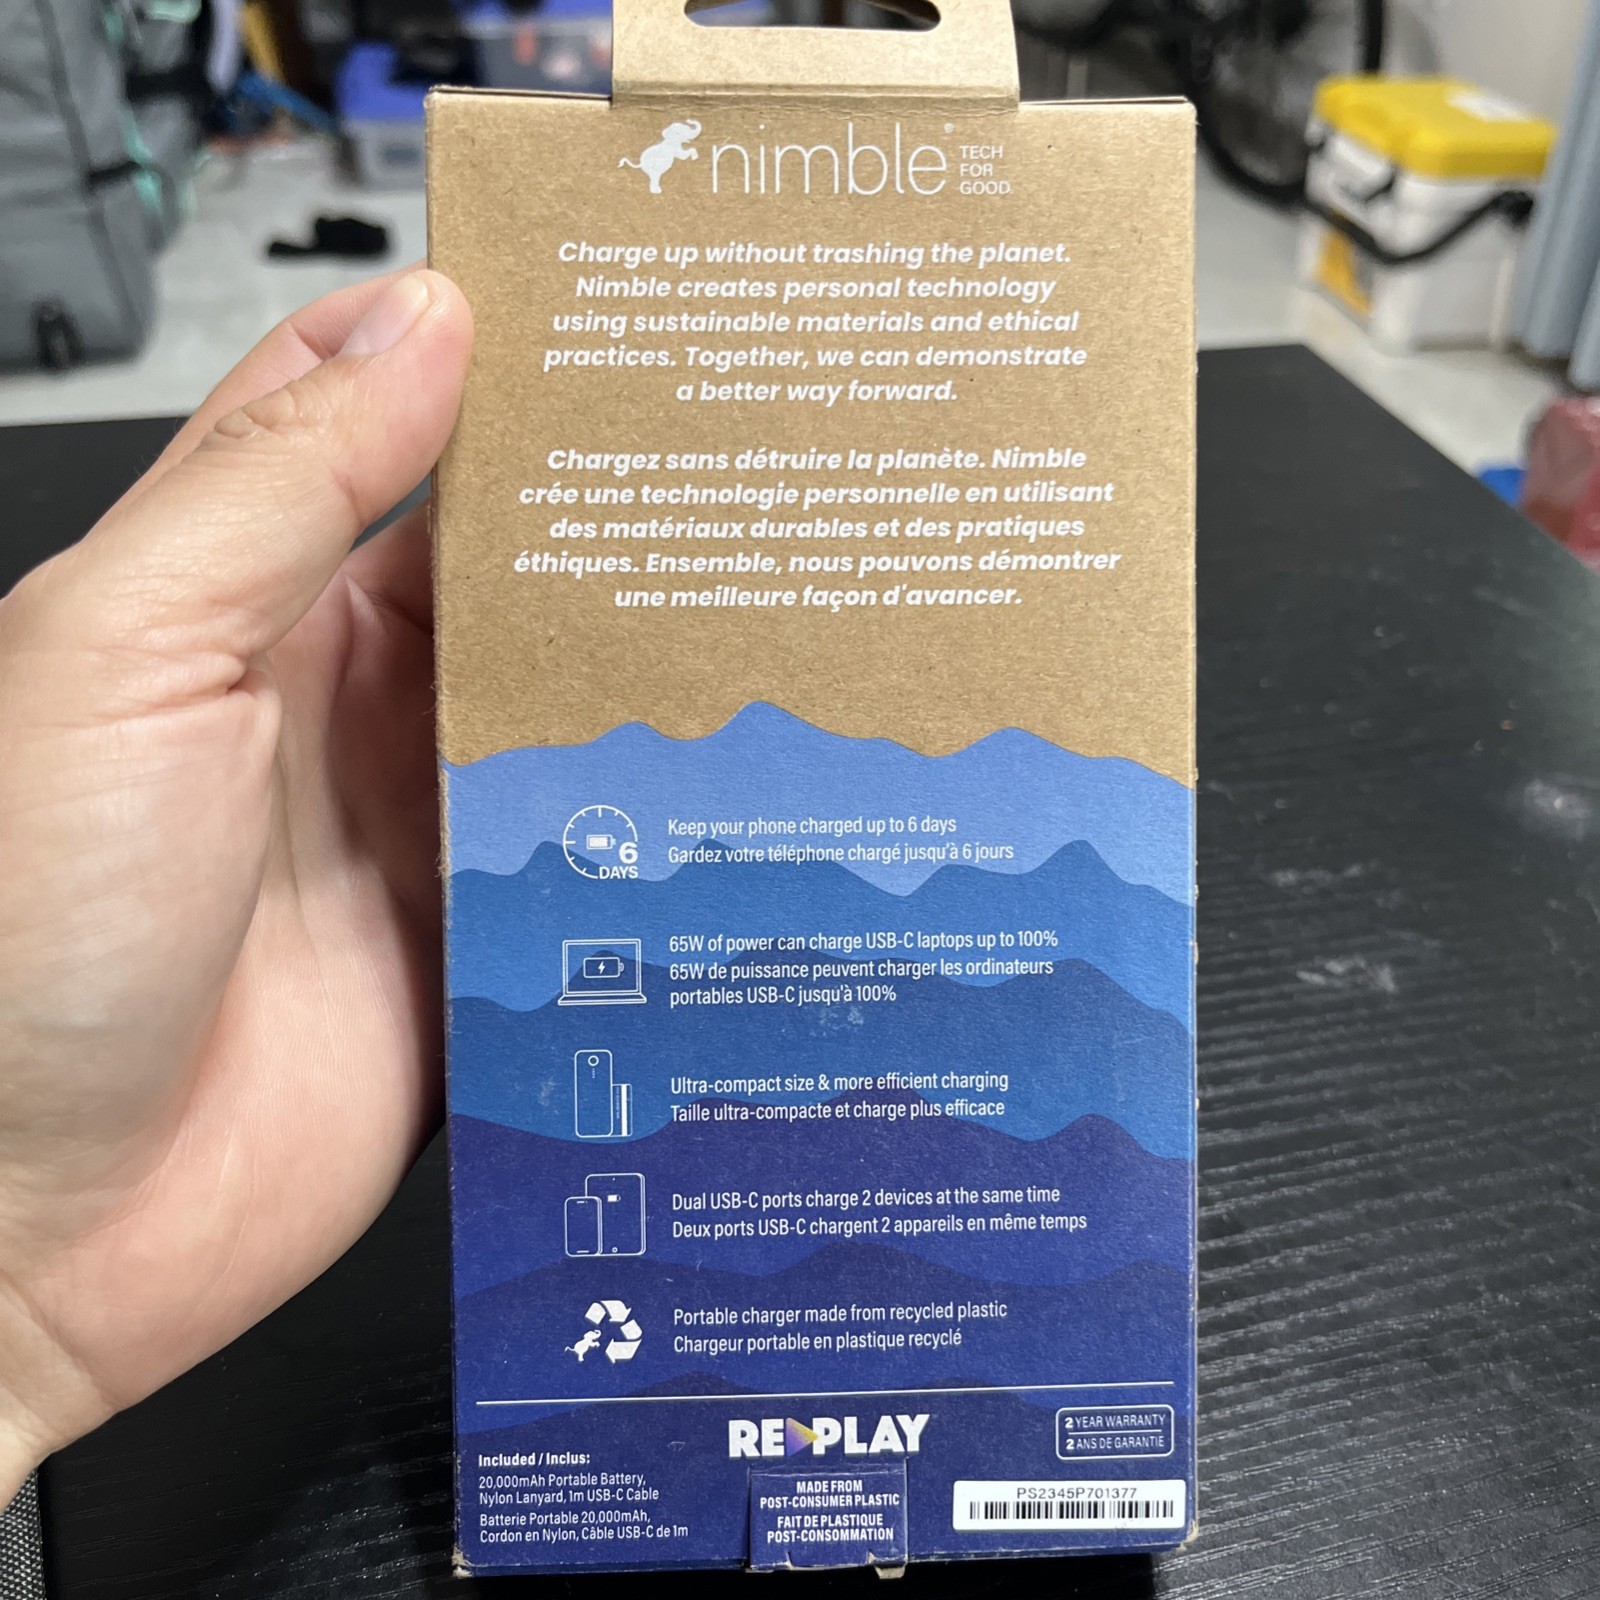 nimble®
TECH
FOR
GOOD.
Charge up without trashing the planet.
Nimble creates personal technology
using sustainable materials and ethical
practices. Together, we can demonstrate
a better way forward.
Chargez sans détruire la planète. Nimble
crée une technologie personnelle en utilisant
des matériaux durables et des pratiques
éthiques. Ensemble, nous pouvons démontrer
une meilleure façon d'avancer.
6
DAYS
Keep your phone charged up to 6 days
Gardez votre téléphone chargé jusqu'à 6 jours
65W of power can charge USB-C laptops up to 100%
65W de puissance peuvent charger les ordinateurs
portables USB-C jusqu'à 100%
Ultra-compact size & more efficient charging
Taille ultra-compacte et charge plus efficace
Dual USB-C ports charge 2 devices at the same time
Deux ports USB-C chargent 2 appareils en même temps
Portable charger made from recycled plastic
Chargeur portable en plastique recyclé
Included / Inclus:
20,000mAh Portable Battery,
Nylon Lanyard, 1m USB-C Cable
Batterie Portable 20,000mAh,
Cordon en Nylon, Câble USB-C de 1m
REPLAY
MADE FROM
POST-CONSUMER PLASTIC
FAIT DE PLASTIQUE
POST-CONSOMMATION
2 YEAR WARRANTY
2 ANS DE GARANTIE
PS2345P701377